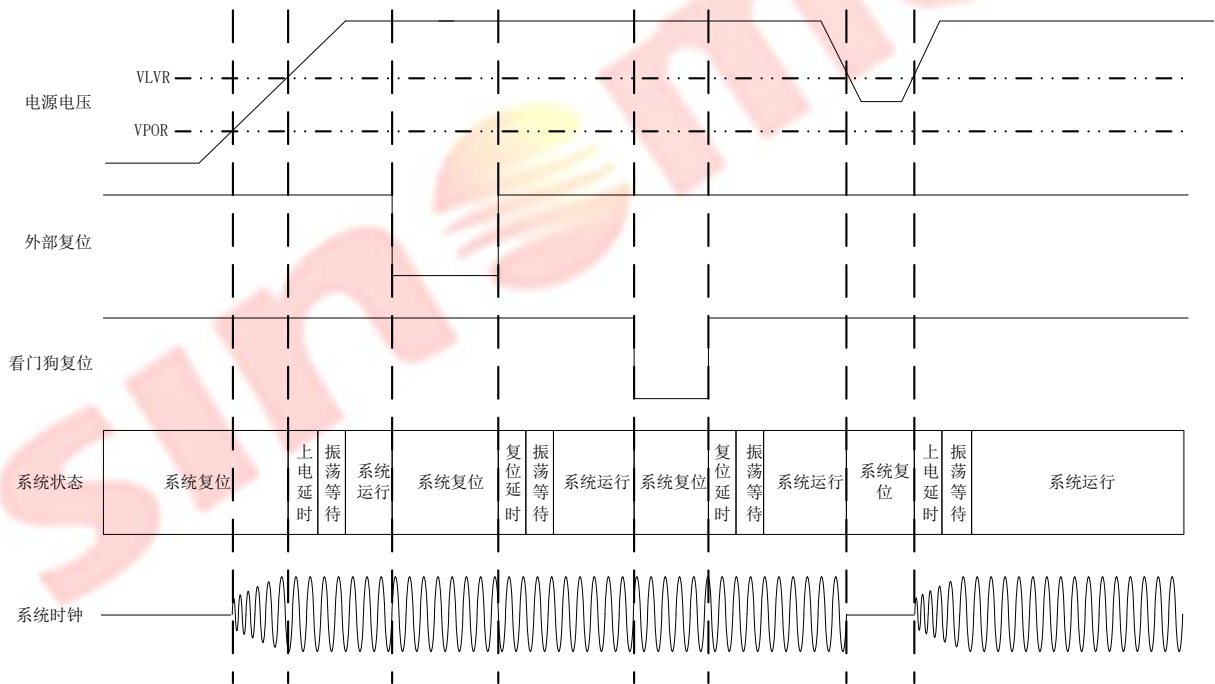 VLVR
电源电压
VPOR
外部复位
看门狗复位
系统状态
系统复位
上电延时
振荡等待
系统
运行
系统复位
复位延时
振荡等待
系统运行
系统复位
复位延时
振荡等待
系统运行
系统复
位
上电延时
振荡等待
系统运行
系统时钟
sinomc